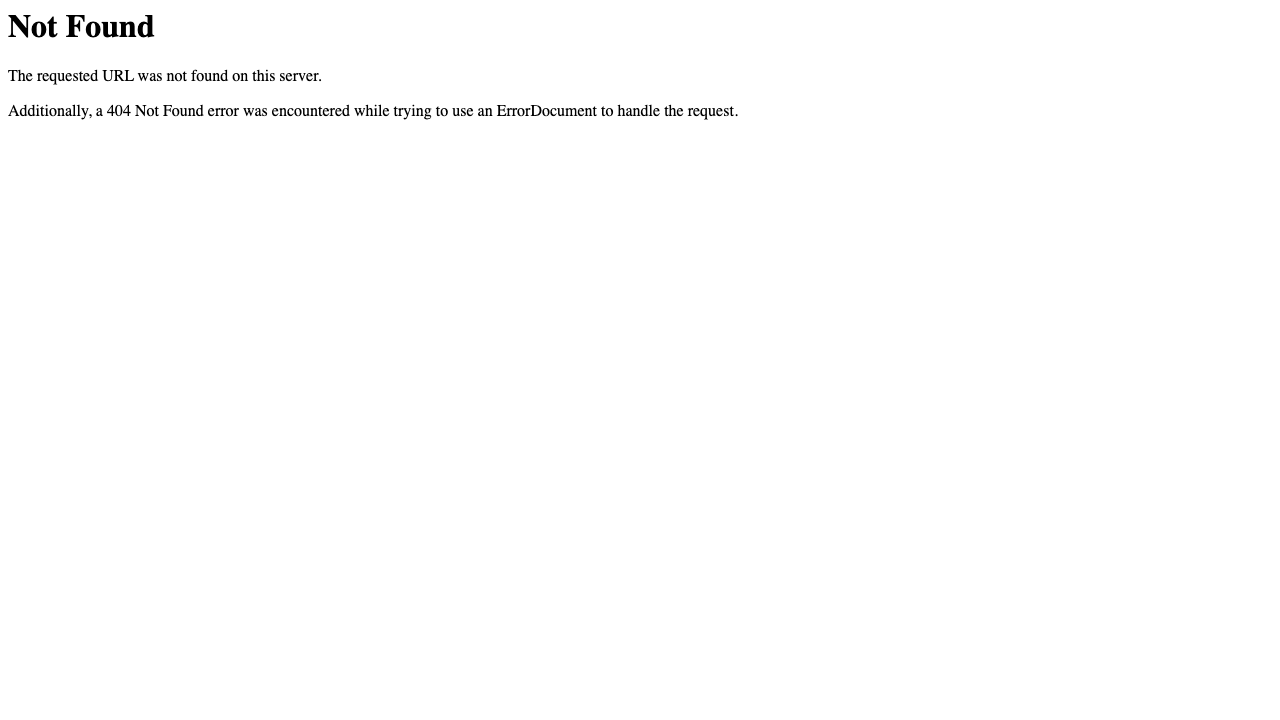 Not Found
The requested URL was not found on this server.
Additionally, a 404 Not Found error was encountered while trying to use an ErrorDocument to handle the request.